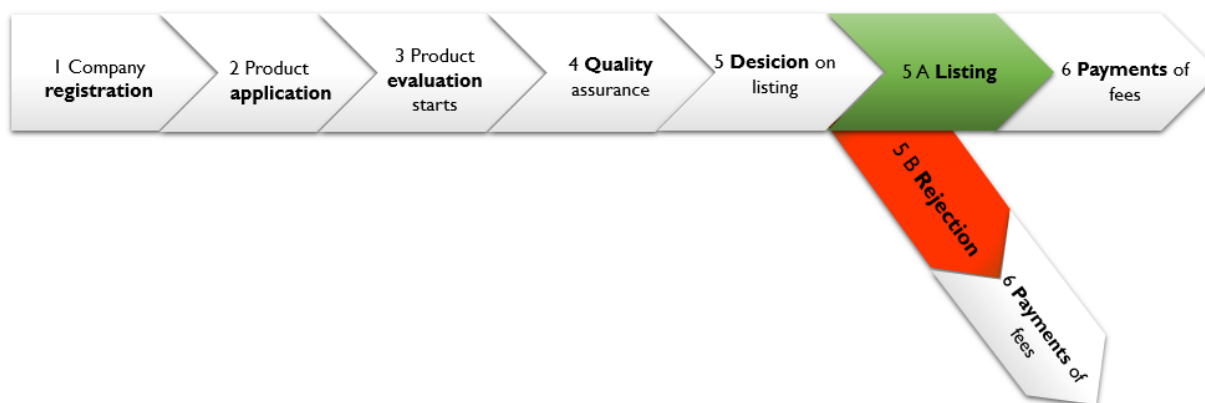 1 Company
registration
2 Product
application
3 Product
evaluation
starts
4 Quality
assurance
5 Desicion on
listing
5 A Listing
6 Payments of
fees
5 B Rejection
6 Payments of
fees